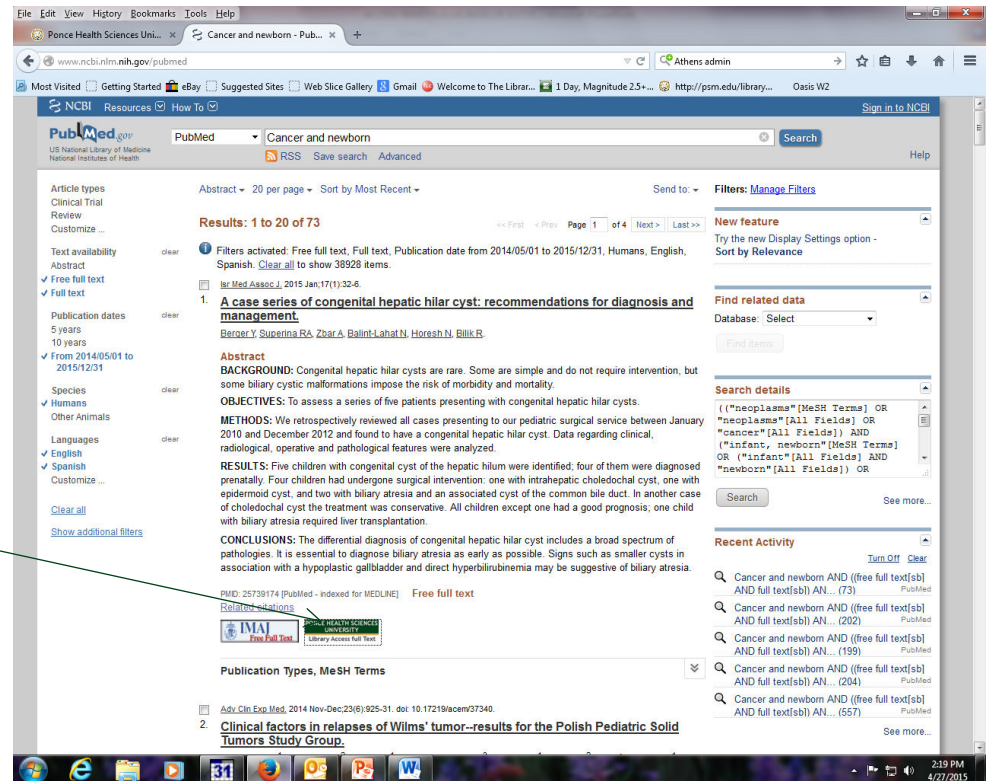 File Edit View History Bookmarks Tools Help
Ponce Health Sciences Uni... × Cancer and newborn - Pub... × +
www.ncbi.nlm.nih.gov/pubmed Athens admin
Most Visited Getting Started eBay Suggested Sites Web Slice Gallery Gmail Welcome to The Librar... 1 Day, Magnitude 2.5+... http://psm.edu/library... Oasis W2
NCBI Resources How To Sign in to NCBI
PubMed.gov
US National Library of Medicine
National Institutes of Health
PubMed Cancer and newborn Search
RSS Save search Advanced Help
Article types
Clinical Trial
Review
Customize ...
Text availability clear
Abstract
✓ Free full text
✓ Full text
Publication dates clear
5 years
10 years
✓ From 2014/05/01 to
2015/12/31
Species clear
✓ Humans
Other Animals
Languages clear
✓ English
✓ Spanish
Customize ...
Clear all
Show additional filters
Abstract 20 per page Sort by Most Recent Send to:
Results: 1 to 20 of 73
<< First < Prev Page 1 of 4 Next > Last >>
Filters activated: Free full text, Full text, Publication date from 2014/05/01 to 2015/12/31, Humans, English,
Spanish. Clear all to show 38928 items.
Isr Med Assoc J. 2015 Jan;17(1):32-6.
1. A case series of congenital hepatic hilar cyst: recommendations for diagnosis and
management.
Berger Y, Superina RA, Zbar A, Balint-Lahat N, Horesh N, Bilik R.
Abstract
BACKGROUND: Congenital hepatic hilar cysts are rare. Some are simple and do not require intervention, but
some biliary cystic malformations impose the risk of morbidity and mortality.
OBJECTIVES: To assess a series of five patients presenting with congenital hepatic hilar cysts.
METHODS: We retrospectively reviewed all cases presenting to our pediatric surgical service between January
2010 and December 2012 and found to have a congenital hepatic hilar cyst. Data regarding clinical,
radiological, operative and pathological features were analyzed.
RESULTS: Five children with congenital cyst of the hepatic hilum were identified; four of them were diagnosed
prenatally. Four children had undergone surgical intervention: one with intrahepatic choledochal cyst, one with
epidermoid cyst, and two with biliary atresia and an associated cyst of the common bile duct. In another case
of choledochal cyst the treatment was conservative. All children except one had a good prognosis; one child
with biliary atresia required liver transplantation.
CONCLUSIONS: The differential diagnosis of congenital hepatic hilar cyst includes a broad spectrum of
pathologies. It is essential to diagnose biliary atresia as early as possible. Signs such as smaller cysts in
association with a hypoplastic gallbladder and direct hyperbilirubinemia may be suggestive of biliary atresia.
PMID: 25739174 [PubMed - indexed for MEDLINE] Free full text
Related citations
IMAJ
Free Full Text
PONCE HEALTH SCIENCES
UNIVERSITY
Library Access full Text
Publication Types, MeSH Terms
Adv Clin Exp Med. 2014 Nov-Dec;23(6):925-31. doi: 10.17219/acem/37340.
2. Clinical factors in relapses of Wilms' tumor--results for the Polish Pediatric Solid
Tumors Study Group.
Filters: Manage Filters
New feature
Try the new Display Settings option -
Sort by Relevance
Find related data
Database: Select
Find items
Search details
(("neoplasms"[MeSH Terms] OR
"neoplasms"[All Fields] OR
"cancer"[All Fields]) AND
("infant, newborn"[MeSH Terms]
OR ("infant"[All Fields] AND
"newborn"[All Fields]) OR
Search See more...
Recent Activity
Turn Off Clear
Cancer and newborn AND ((free full text[sb]
AND full text[sb]) AN... (73) PubMed
Cancer and newborn AND ((free full text[sb]
AND full text[sb]) AN... (202) PubMed
Cancer and newborn AND ((free full text[sb]
AND full text[sb]) AN... (199) PubMed
Cancer and newborn AND ((free full text[sb]
AND full text[sb]) AN... (204) PubMed
Cancer and newborn AND ((free full text[sb]
AND full text[sb]) AN... (557) PubMed
See more...
31
2:19 PM
4/27/2015